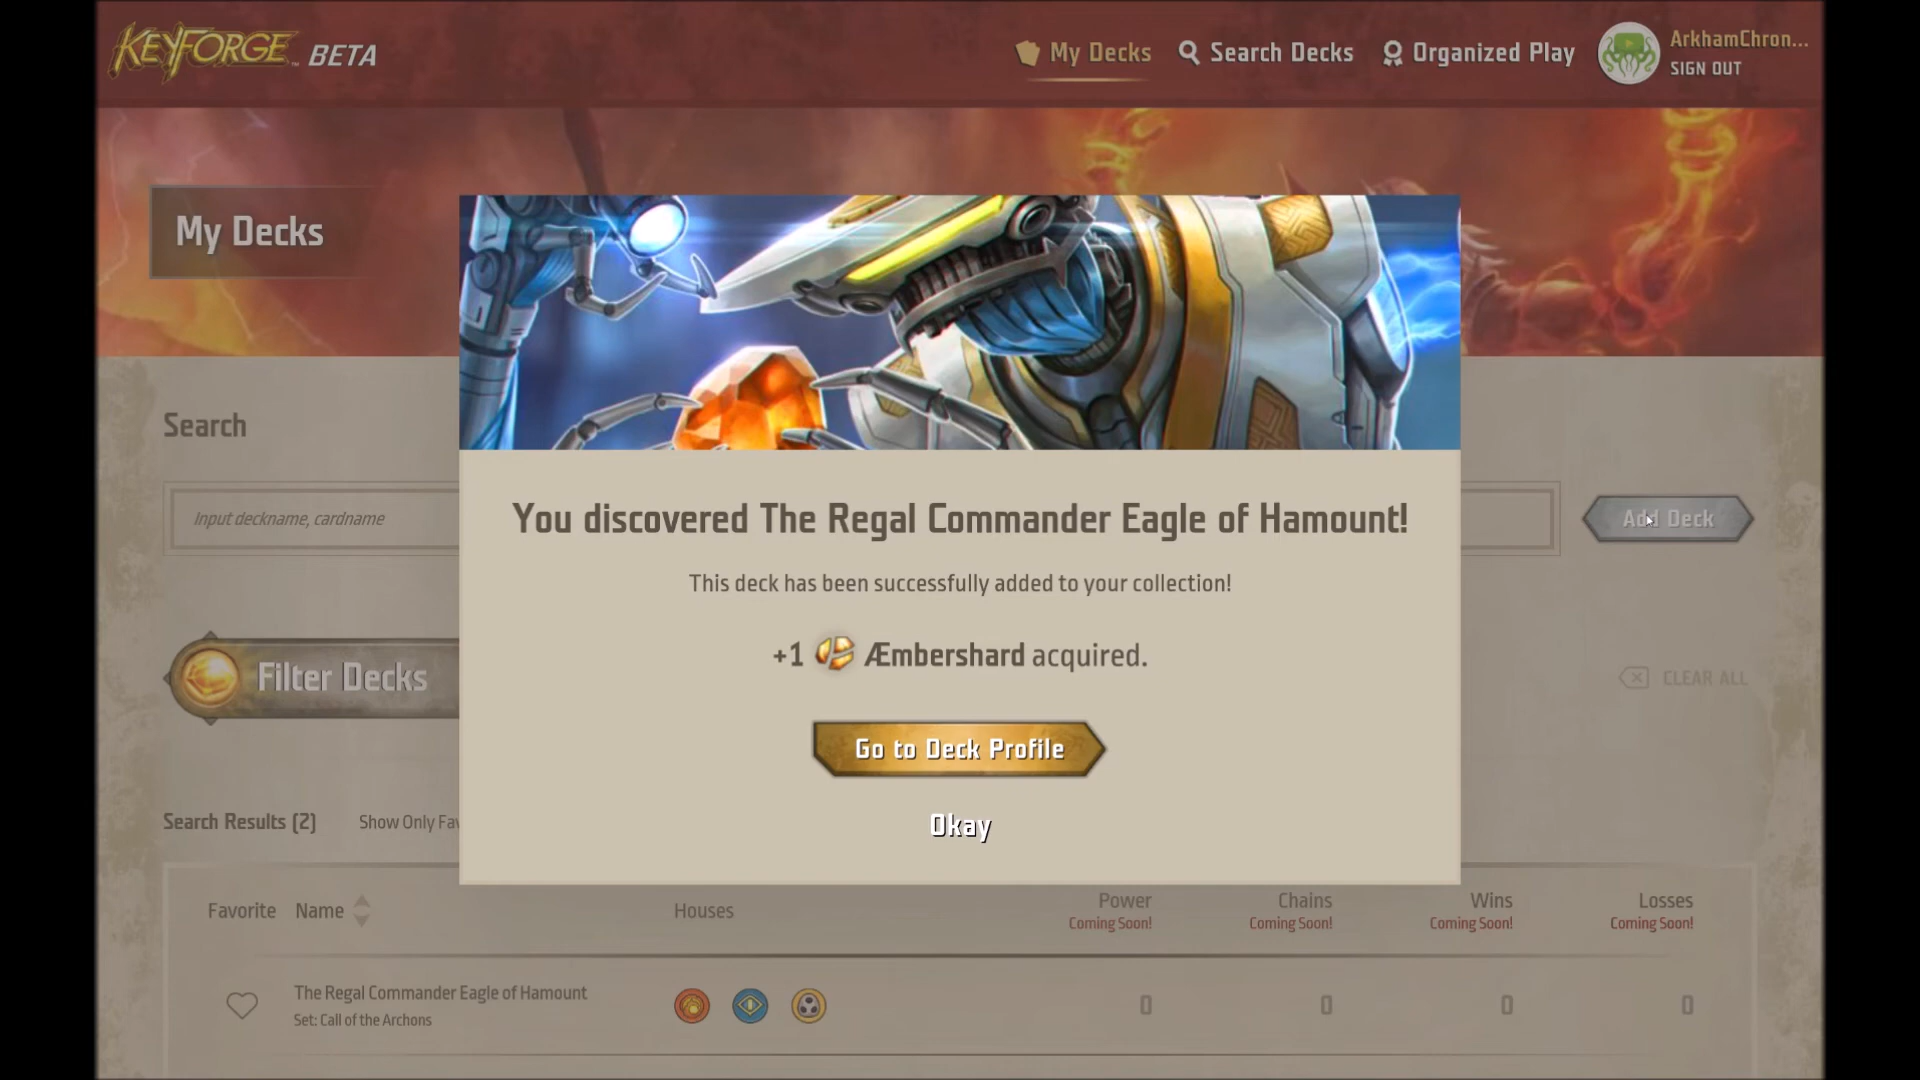 KEYFORGE BETA
My Decks
Search Decks
Organized Play
ArkhamChron...
SIGN OUT
My Decks
Search
Input deckname, cardname
Add Deck
You discovered The Regal Commander Eagle of Hamount!
This deck has been successfully added to your collection!
+1 Æmbershard acquired.
Go to Deck Profile
Okay
Filter Decks
CLEAR ALL
Search Results (2)
Show Only Fav
Favorite Name Houses Power Chains Wins Losses
Coming Soon! Coming Soon! Coming Soon! Coming Soon!
The Regal Commander Eagle of Hamount
Set: Call of the Archons
0 0 0 0